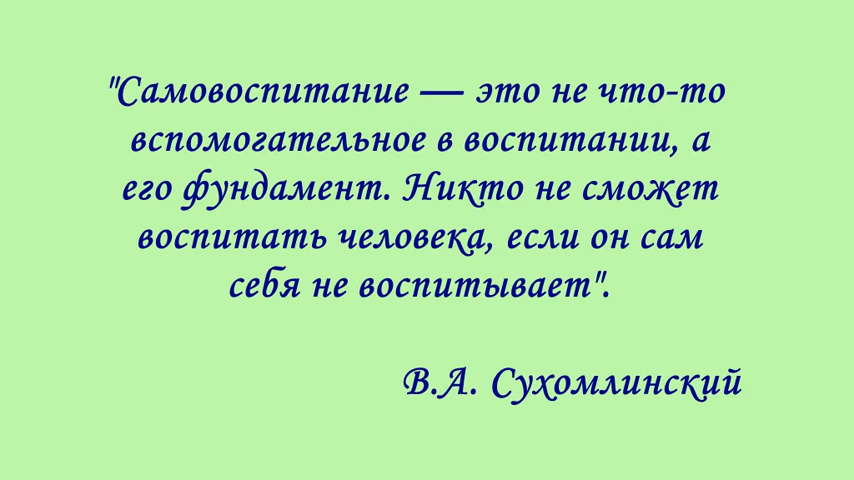 "Самовоспитание — это не что-то
вспомогательное в воспитании, а
его фундамент. Никто не сможет
воспитать человека, если он сам
себя не воспитывает".
В.А. Сухомлинский